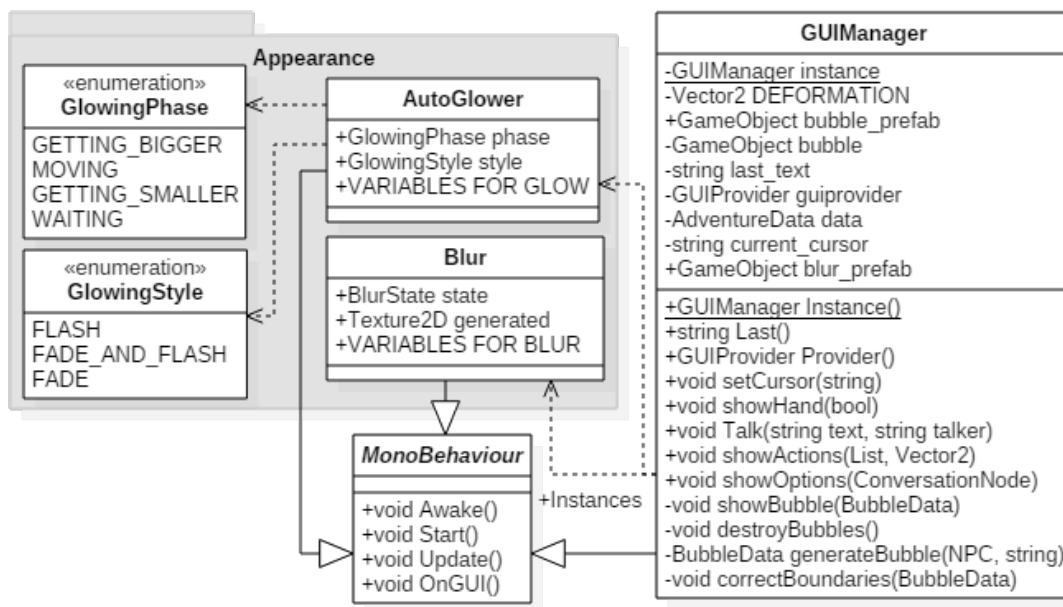 Appearance
«enumeration»
GlowingPhase
GETTING_BIGGER
MOVING
GETTING_SMALLER
WAITING
«enumeration»
GlowingStyle
FLASH
FADE_AND_FLASH
FADE
AutoGlower
+GlowingPhase phase
+GlowingStyle style
+VARIABLES FOR GLOW
Blur
+BlurState state
+Texture2D generated
+VARIABLES FOR BLUR
MonoBehaviour
+void Awake()
+void Start()
+void Update()
+void OnGUI()
+Instances
GUIManager
-GUIManager instance
-Vector2 DEFORMATION
+GameObject bubble_prefab
-GameObject bubble
-string last_text
-GUIProvider guiprovider
-AdventureData data
-string current_cursor
+GameObject blur_prefab
+GUIManager Instance()
+string Last()
+GUIProvider Provider()
+void setCursor(string)
+void showHand(bool)
+void Talk(string text, string talker)
+void showActions(List, Vector2)
+void showOptions(ConversationNode)
-void showBubble(BubbleData)
-void destroyBubbles()
-BubbleData generateBubble(NPC, string)
-void correctBoundaries(BubbleData)